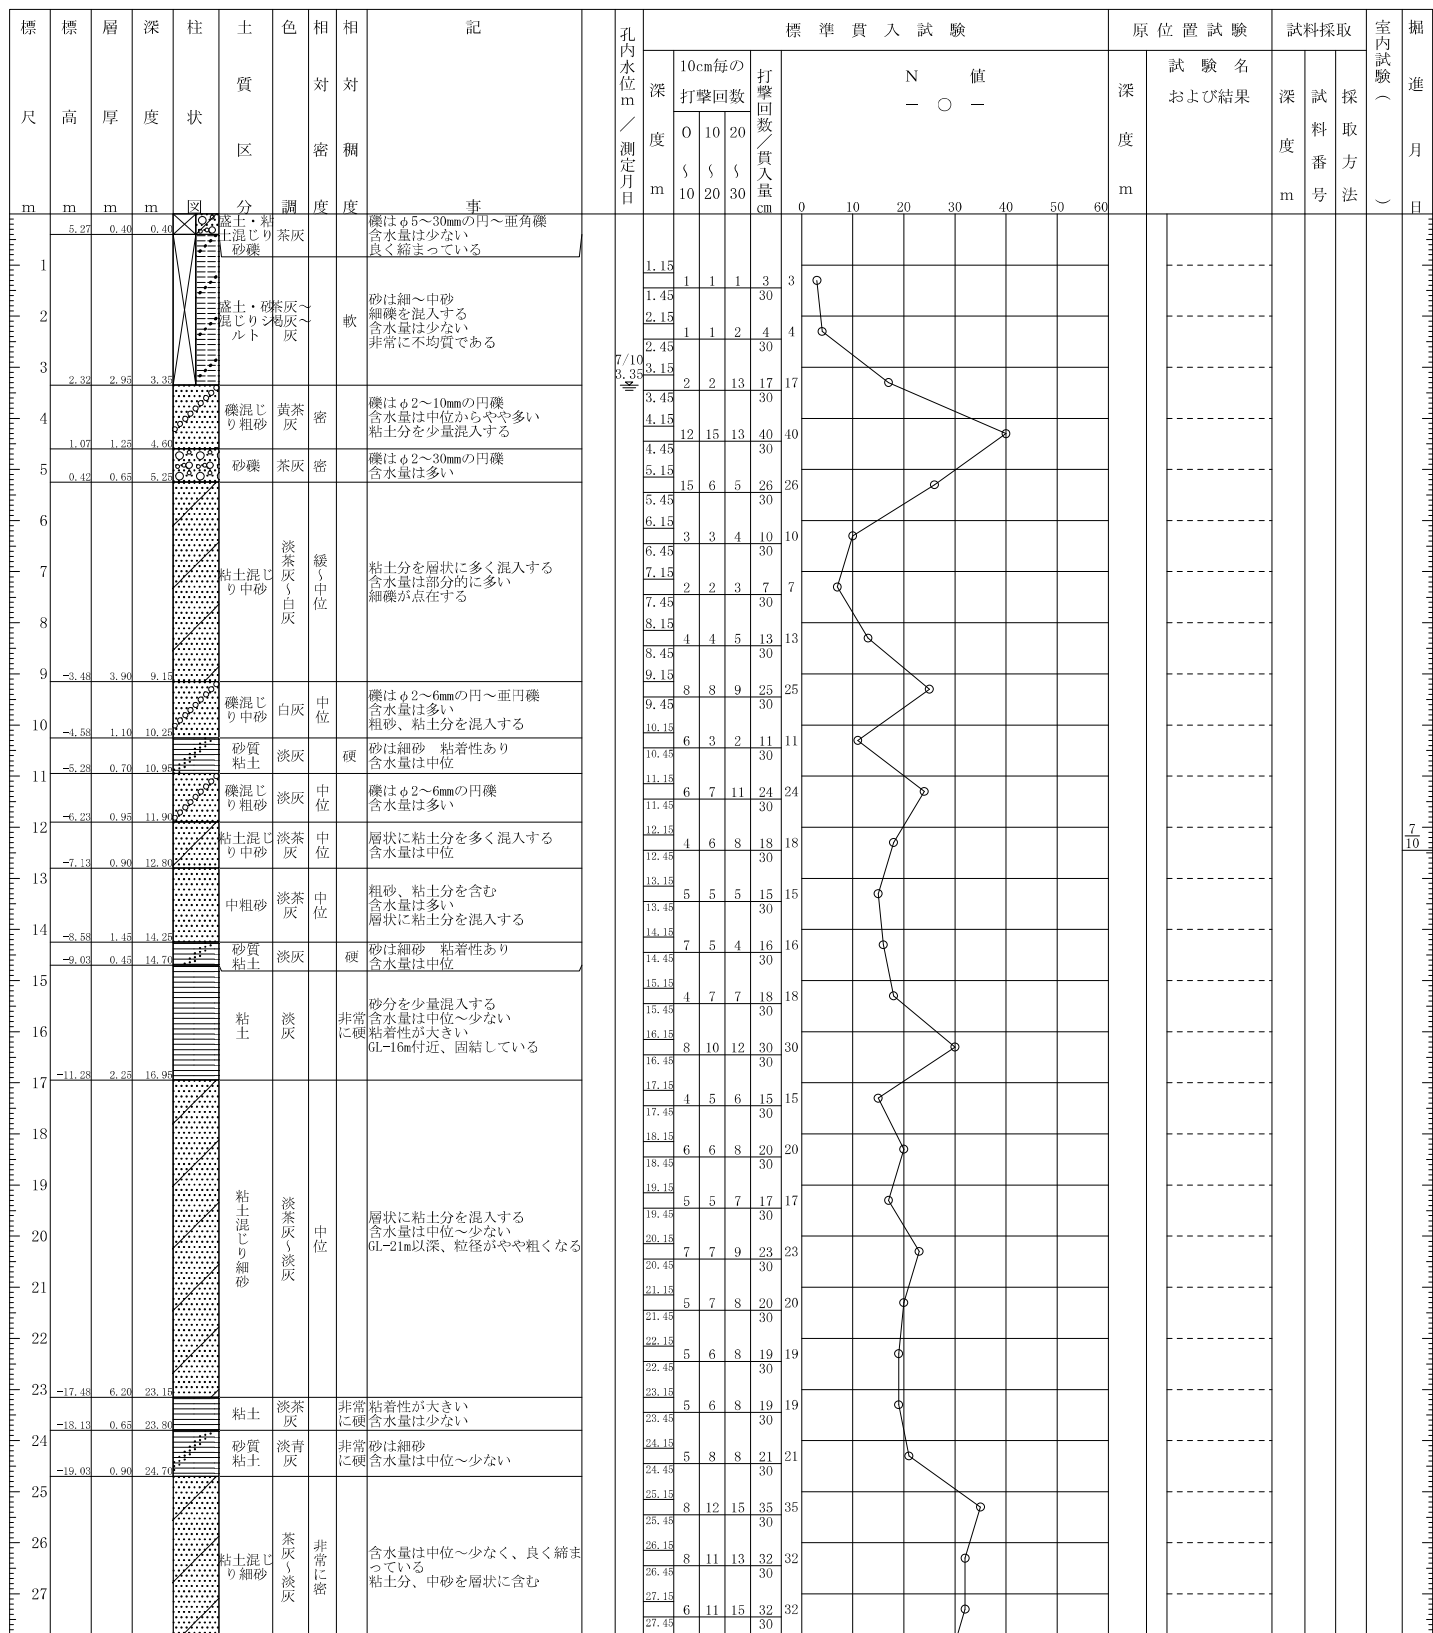 標尺 m
標高 m
層厚 m
深度 m
柱状図
土質区分
色調
相対密度
相対稠度
記事
孔内水位m／測定月日
標準貫入試験
深度 m
10cm毎の打撃回数
0～10 10～20 20～30
打撃回数／貫入量 cm
N 値
－○－
0 10 20 30 40 50 60
原位置試験
深度 m
試験名および結果
試料採取
深度 m
試料番号
採取方法
室内試験（ ）
掘進月日
5.27 0.40 0.40
盛土・粘
土混じり
砂礫
茶灰
礫はφ5～30mmの円～亜角礫
含水量は少ない
良く締まっている
2.32 2.95 3.35
盛土・砂
混じりシ
ルト
茶灰～
褐灰～
灰
軟
砂は細～中砂
細礫を混入する
含水量は少ない
非常に不均質である
1.07 1.25 4.60
礫混じ
り粗砂
黄茶
灰
密
礫はφ2～10mmの円礫
含水量は中位からやや多い
粘土分を少量混入する
0.42 0.65 5.25
砂礫
茶灰
密
礫はφ2～30mmの円礫
含水量は多い
-3.48 3.90 9.15
粘土混じ
り中砂
淡茶灰～白灰
緩～中位
粘土分を層状に多く混入する
含水量は部分的に多い
細礫が点在する
-4.58 1.10 10.25
礫混じ
り中砂
白灰
中位
礫はφ2～6mmの円～亜円礫
含水量は多い
粗砂、粘土分を混入する
-5.28 0.70 10.95
砂質
粘土
淡灰
硬
砂は細砂　粘着性あり
含水量は中位
-6.23 0.95 11.90
礫混じ
り粗砂
淡灰
中位
礫はφ2～6mmの円礫
含水量は多い
-7.13 0.90 12.80
粘土混じ
り中砂
淡茶
灰
中位
層状に粘土分を多く混入する
含水量は中位
-8.58 1.45 14.25
中粗砂
淡茶
灰
中位
粗砂、粘土分を含む
含水量は多い
層状に粘土分を混入する
-9.03 0.45 14.70
砂質
粘土
淡灰
硬
砂は細砂　粘着性あり
含水量は中位
-11.28 2.25 16.95
粘土
淡灰
非常
に硬
砂分を少量混入する
含水量は中位～少ない
粘着性が大きい
GL-16m付近、固結している
-17.48 6.20 23.15
粘土混じり細砂
淡茶灰～淡灰
中位
層状に粘土分を混入する
含水量は中位～少ない
GL-21m以深、粒径がやや粗くなる
-18.13 0.65 23.80
粘土
淡茶
灰
非常
に硬
粘着性が大きい
含水量は少ない
-19.03 0.90 24.70
砂質
粘土
淡青
灰
非常
に硬
砂は細砂
含水量は中位～少ない
粘土混じ
り細砂
茶灰～淡灰
非常に密
含水量は中位～少なく、良く締ま
っている
粘土分、中砂を層状に含む
1
2
3
4
5
6
7
8
9
10
11
12
13
14
15
16
17
18
19
20
21
22
23
24
25
26
27
7/10
3.35
1.15
1 1 1 3 3
1.45 30
2.15
1 1 2 4 4
2.45 30
3.15
2 2 13 17 17
3.45 30
4.15
12 15 13 40 40
4.45 30
5.15
15 6 5 26 26
5.45 30
6.15
3 3 4 10 10
6.45 30
7.15
2 2 3 7 7
7.45 30
8.15
4 4 5 13 13
8.45 30
9.15
8 8 9 25 25
9.45 30
10.15
6 3 2 11 11
10.45 30
11.15
6 7 11 24 24
11.45 30
12.15
4 6 8 18 18
12.45 30
13.15
5 5 5 15 15
13.45 30
14.15
7 5 4 16 16
14.45 30
15.15
4 7 7 18 18
15.45 30
16.15
8 10 12 30 30
16.45 30
17.15
4 5 6 15 15
17.45 30
18.15
6 6 8 20 20
18.45 30
19.15
5 5 7 17 17
19.45 30
20.15
7 7 9 23 23
20.45 30
21.15
5 7 8 20 20
21.45 30
22.15
5 6 8 19 19
22.45 30
23.15
5 6 8 19 19
23.45 30
24.15
5 8 8 21 21
24.45 30
25.15
8 12 15 35 35
25.45 30
26.15
8 11 13 32 32
26.45 30
27.15
6 11 15 32 32
27.45 30
7
10